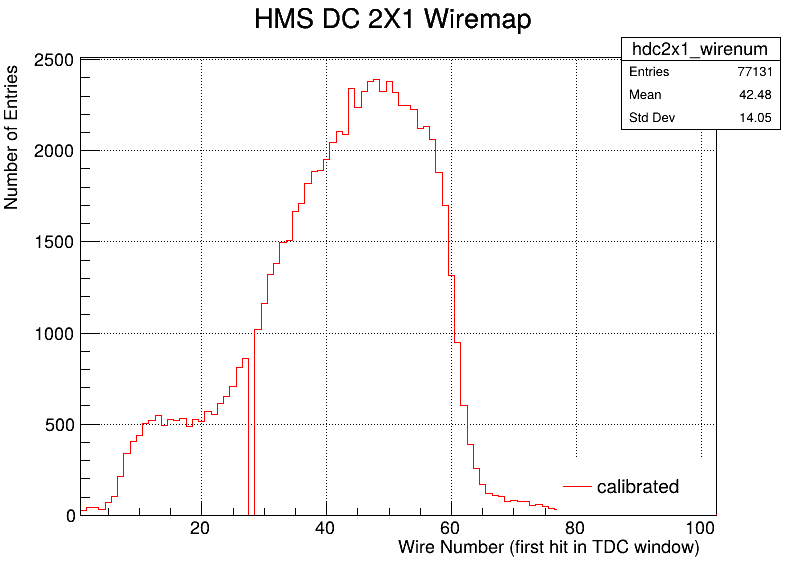 HMS DC 2X1 Wiremap
hdc2x1_wirenum
Entries 77131
Mean 42.48
Std Dev 14.05
Number of Entries
2500
2000
1500
1000
500
0
20 40 60 80 100
calibrated
Wire Number (first hit in TDC window)